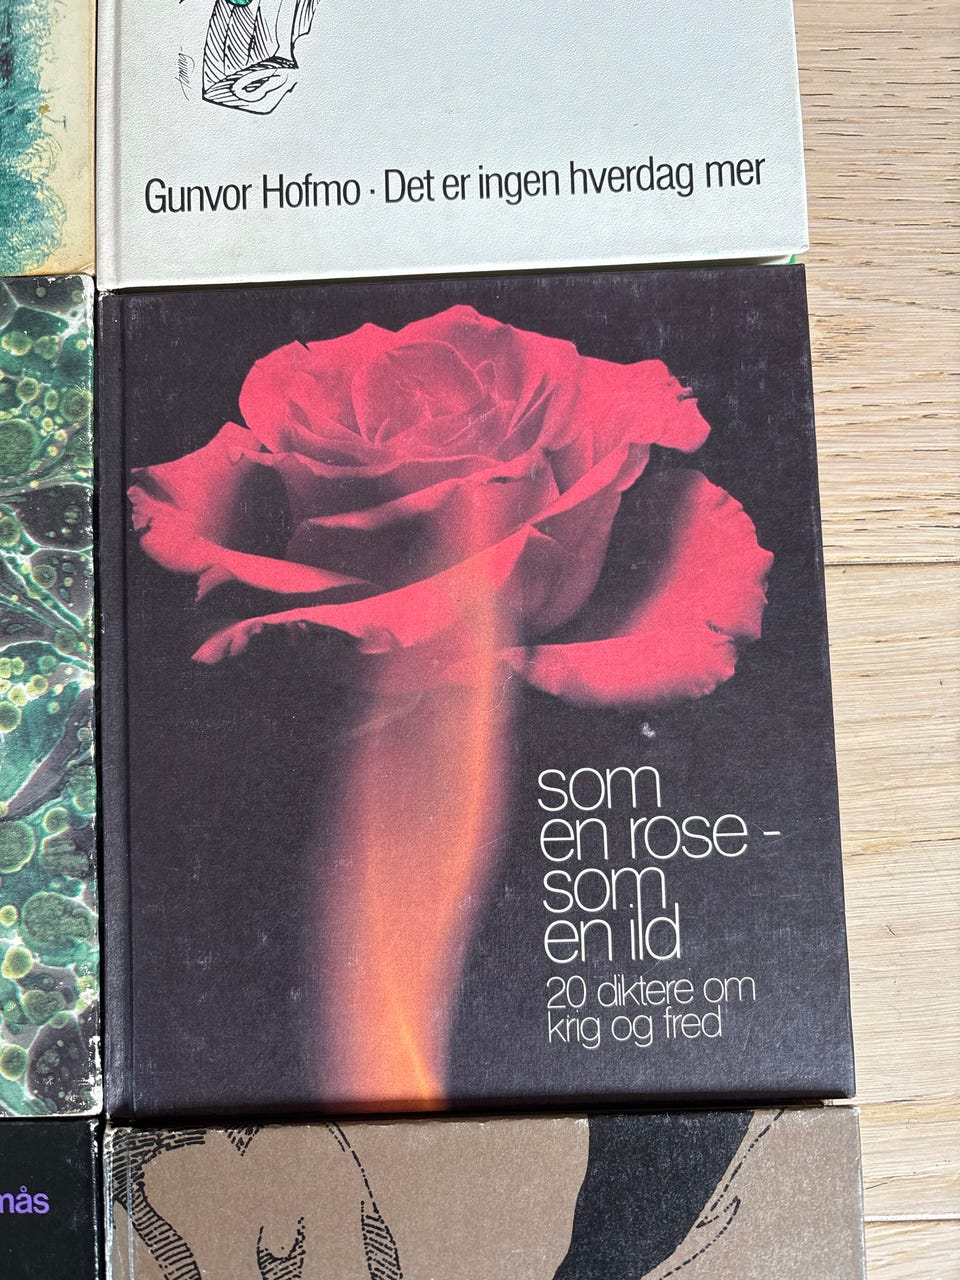 Gunvor Hofmo · Det er ingen hverdag mer
som
en rose -
som
en ild
20 diktere om
krig og fred